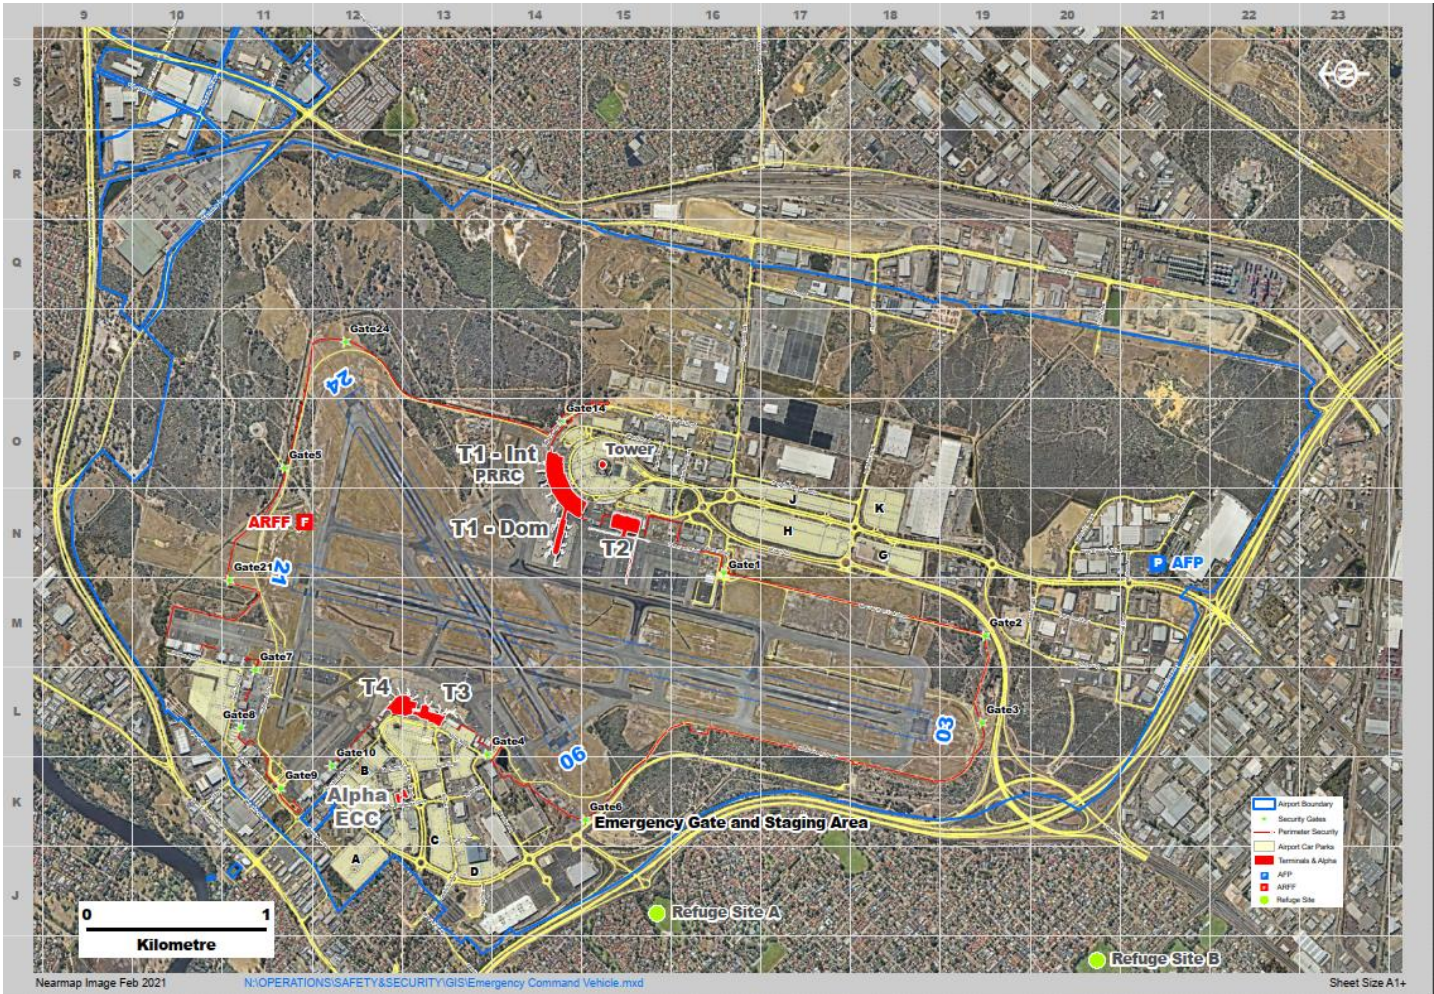 9 10 11 12 13 14 15 16 17 18 19 20 21 22 23
S
N
R
Q
Gate24
P
24
Gate14
O
T1 - Int
Tower
PRRC
Gate5
J
K
ARFF F
T1 - Dom
H
N
T2
G
Gate1
P AFP
Gate21
21
M
Gate2
Gate7
T4
T3
L
Gate8
Gate3
03
Gate4
Gate10
06
B
Gate9
Alpha
K
ECC
Gate6
Emergency Gate and Staging Area
C
A
D
J
Refuge Site A
Refuge Site B
Airport Boundary
Security Gates
Perimeter Security
Airport Car Parks
Terminals & Alpha
P AFP
F ARFF
Refuge Site
0 1
Kilometre
Nearmap Image Feb 2021
N:\OPERATIONS\SAFETY&SECURITY\GIS\Emergency Command Vehicle.mxd
Sheet Size A1+